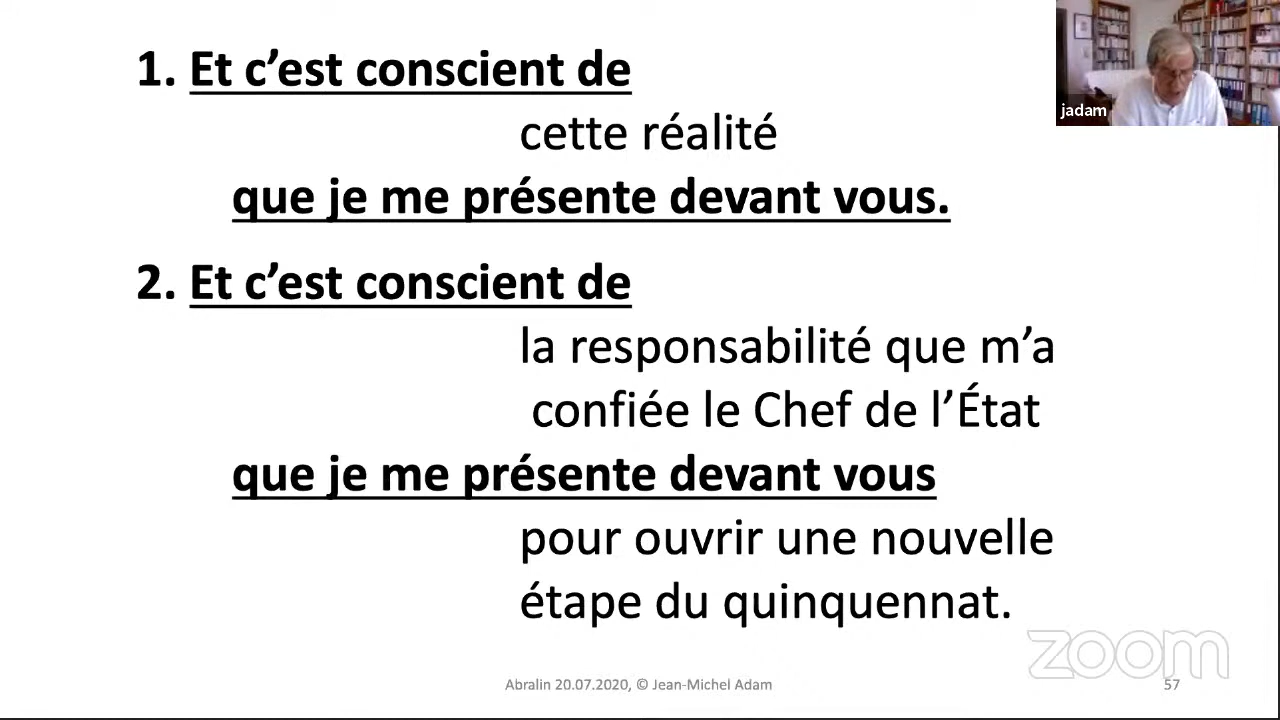 1. Et c’est conscient de
cette réalité
que je me présente devant vous.
2. Et c’est conscient de
la responsabilité que m’a
confiée le Chef de l’État
que je me présente devant vous
pour ouvrir une nouvelle
étape du quinquennat.
jadam
zoom
Abralin 20.07.2020, © Jean-Michel Adam
57